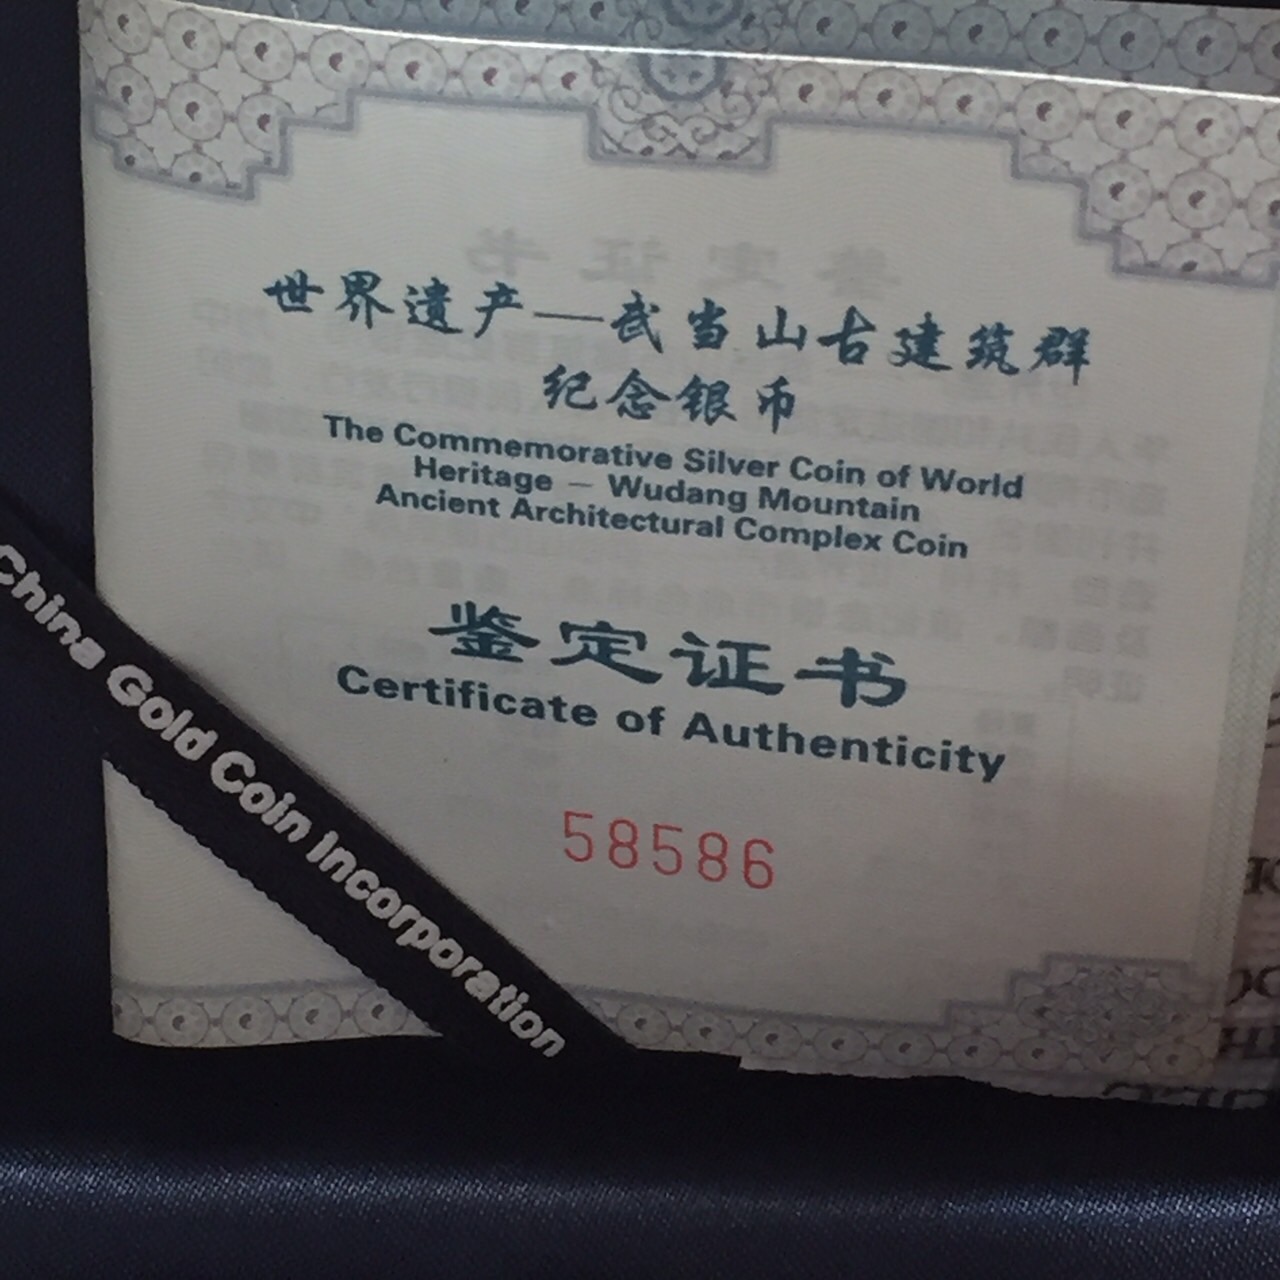 世界遗产—武当山古建筑群
纪念银币
The Commemorative Silver Coin of World
Heritage — Wudang Mountain
Ancient Architectural Complex Coin
鉴定证书
Certificate of Authenticity
58586
China Gold Coin Incorporation